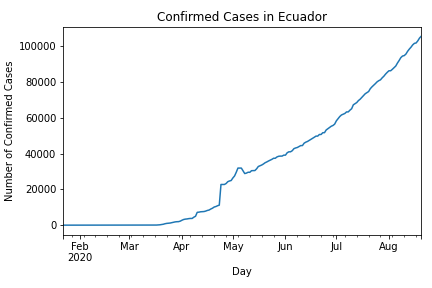 Confirmed Cases in Ecuador
Number of Confirmed Cases
100000
80000
60000
40000
20000
0
Feb Mar Apr May Jun Jul Aug
2020
Day